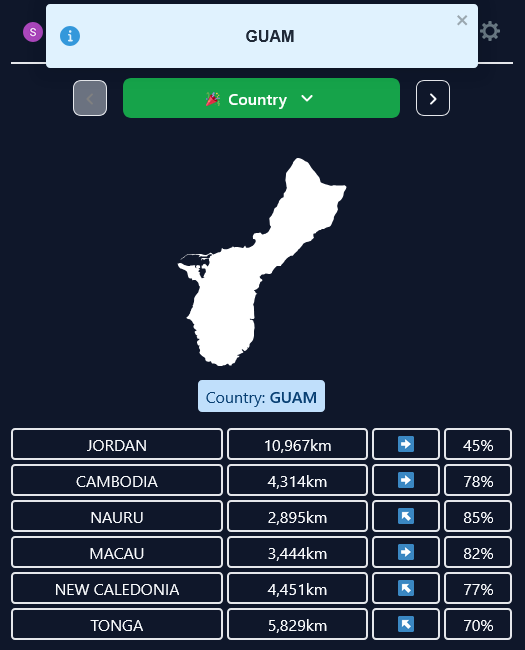 S
GUAM
Country
Country: GUAM
JORDAN 10,967km 45%
CAMBODIA 4,314km 78%
NAURU 2,895km 85%
MACAU 3,444km 82%
NEW CALEDONIA 4,451km 77%
TONGA 5,829km 70%